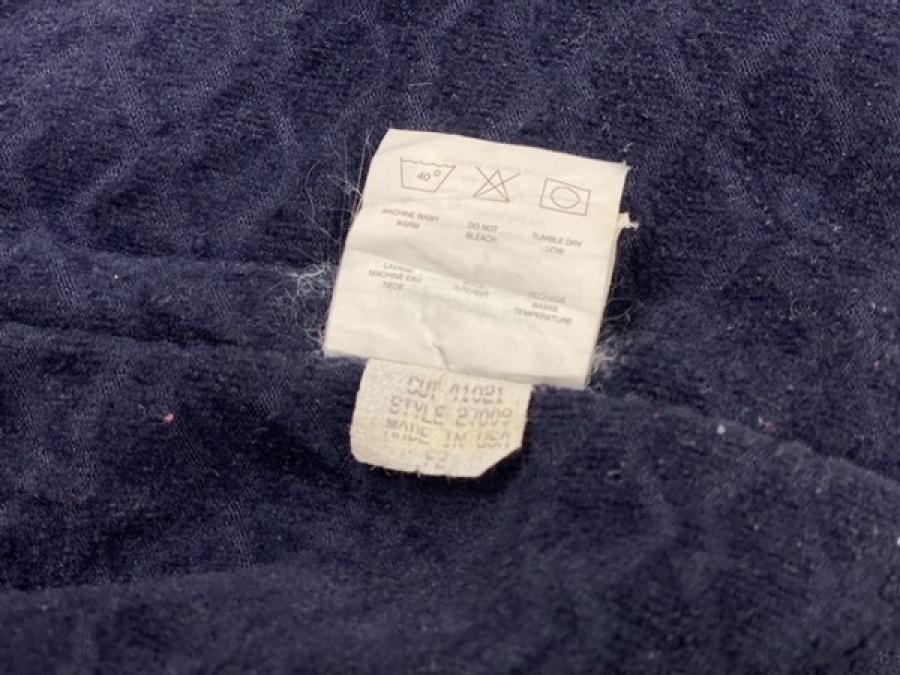 40°
MACHINE WASH
WARM
DO NOT
BLEACH
TUMBLE DRY
LOW
LAVAGE
MACHINE EAU
TIEDE
SECHAGE
BASSE
TEMPERATURE
CUT 41021
STYLE 27009
MADE IN USA